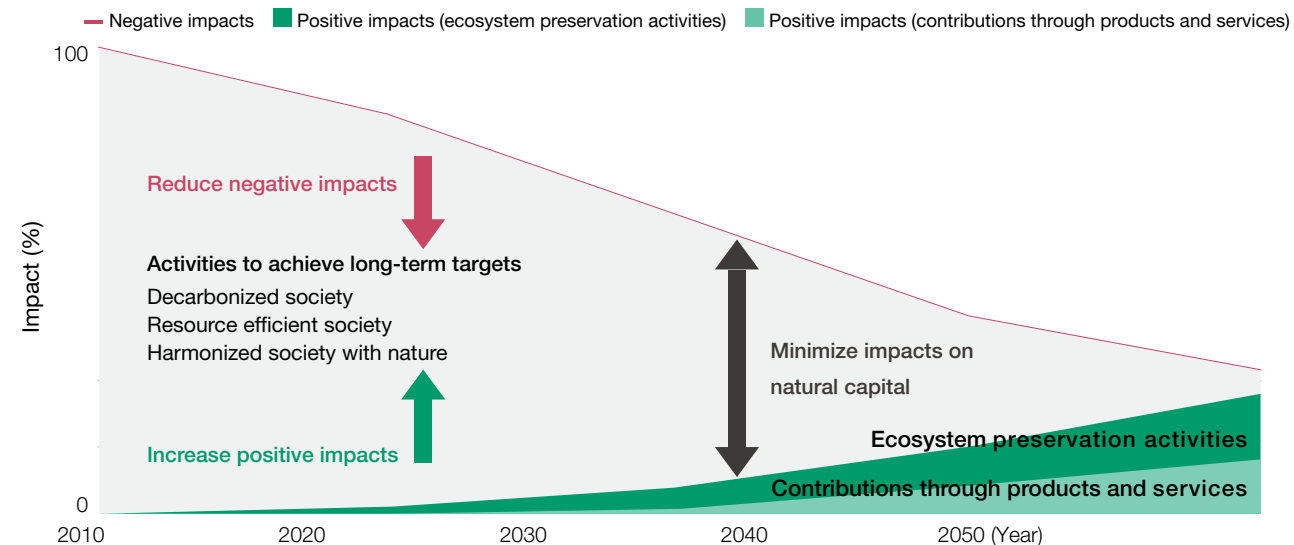 Negative impacts Positive impacts (ecosystem preservation activities) Positive impacts (contributions through products and services)
100
Reduce negative impacts
Impact (%)
Activities to achieve long-term targets
Decarbonized society
Resource efficient society
Harmonized society with nature
Minimize impacts on
natural capital
Increase positive impacts
Ecosystem preservation activities
Contributions through products and services
0
2010 2020 2030 2040 2050 (Year)